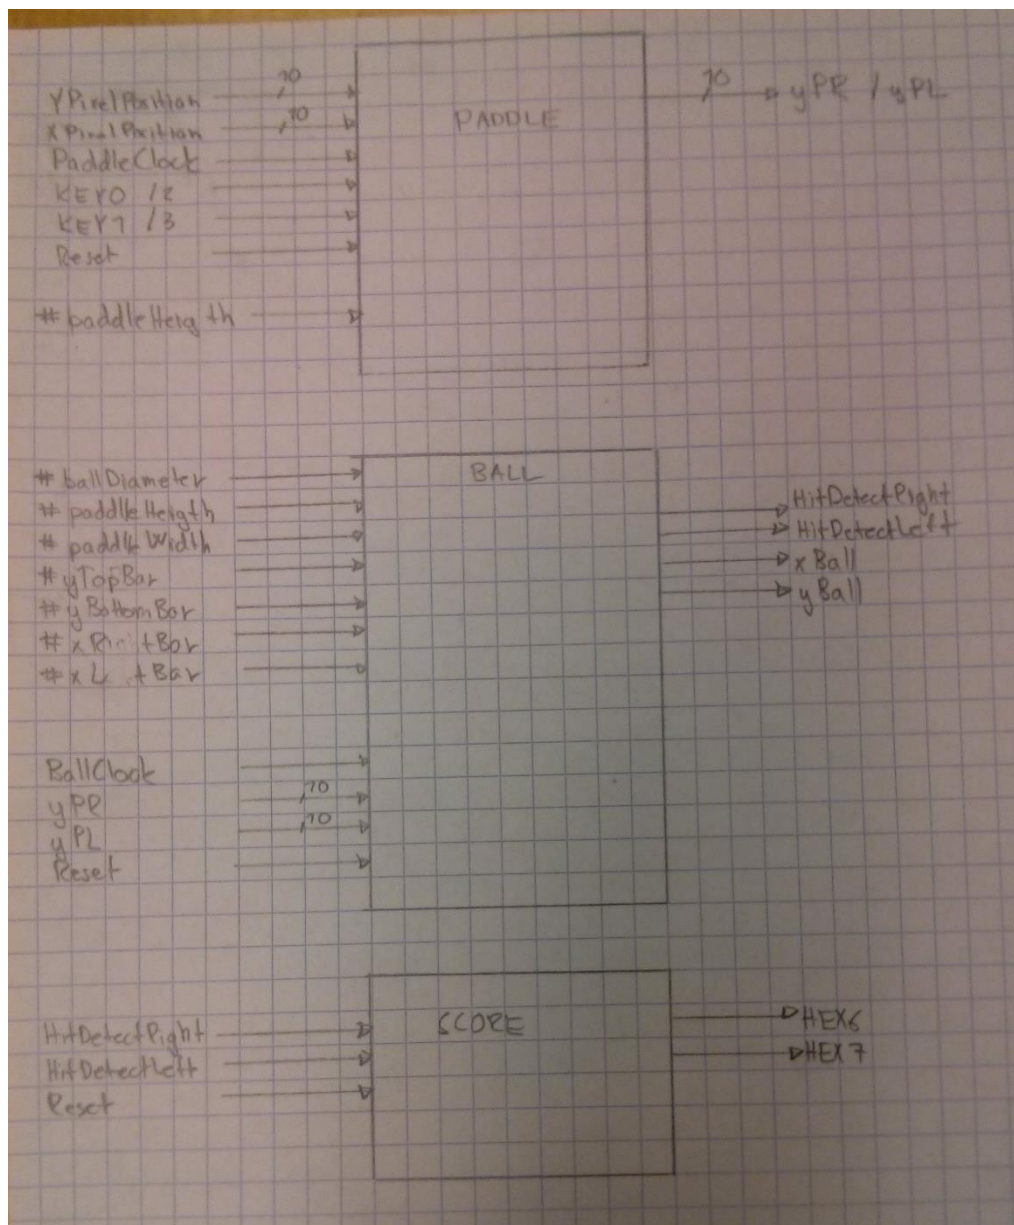 YPixelPosition 10 PADDLE 10 yPR / yPL
XPixelPosition 10
PaddleClock
KEY0 /2
KEY1 /3
Reset
#paddleHeigth
#ballDiameter BALL
#paddleHeigth HitDetectRight
#paddleWidth HitDetectLeft
#yTopBar xBall
#yBottomBar yBall
BallClock
yPR 10
yPL 10
Reset
SCORE HEX6
HitDetectRight HEX7
HitDetectLeft
Reset